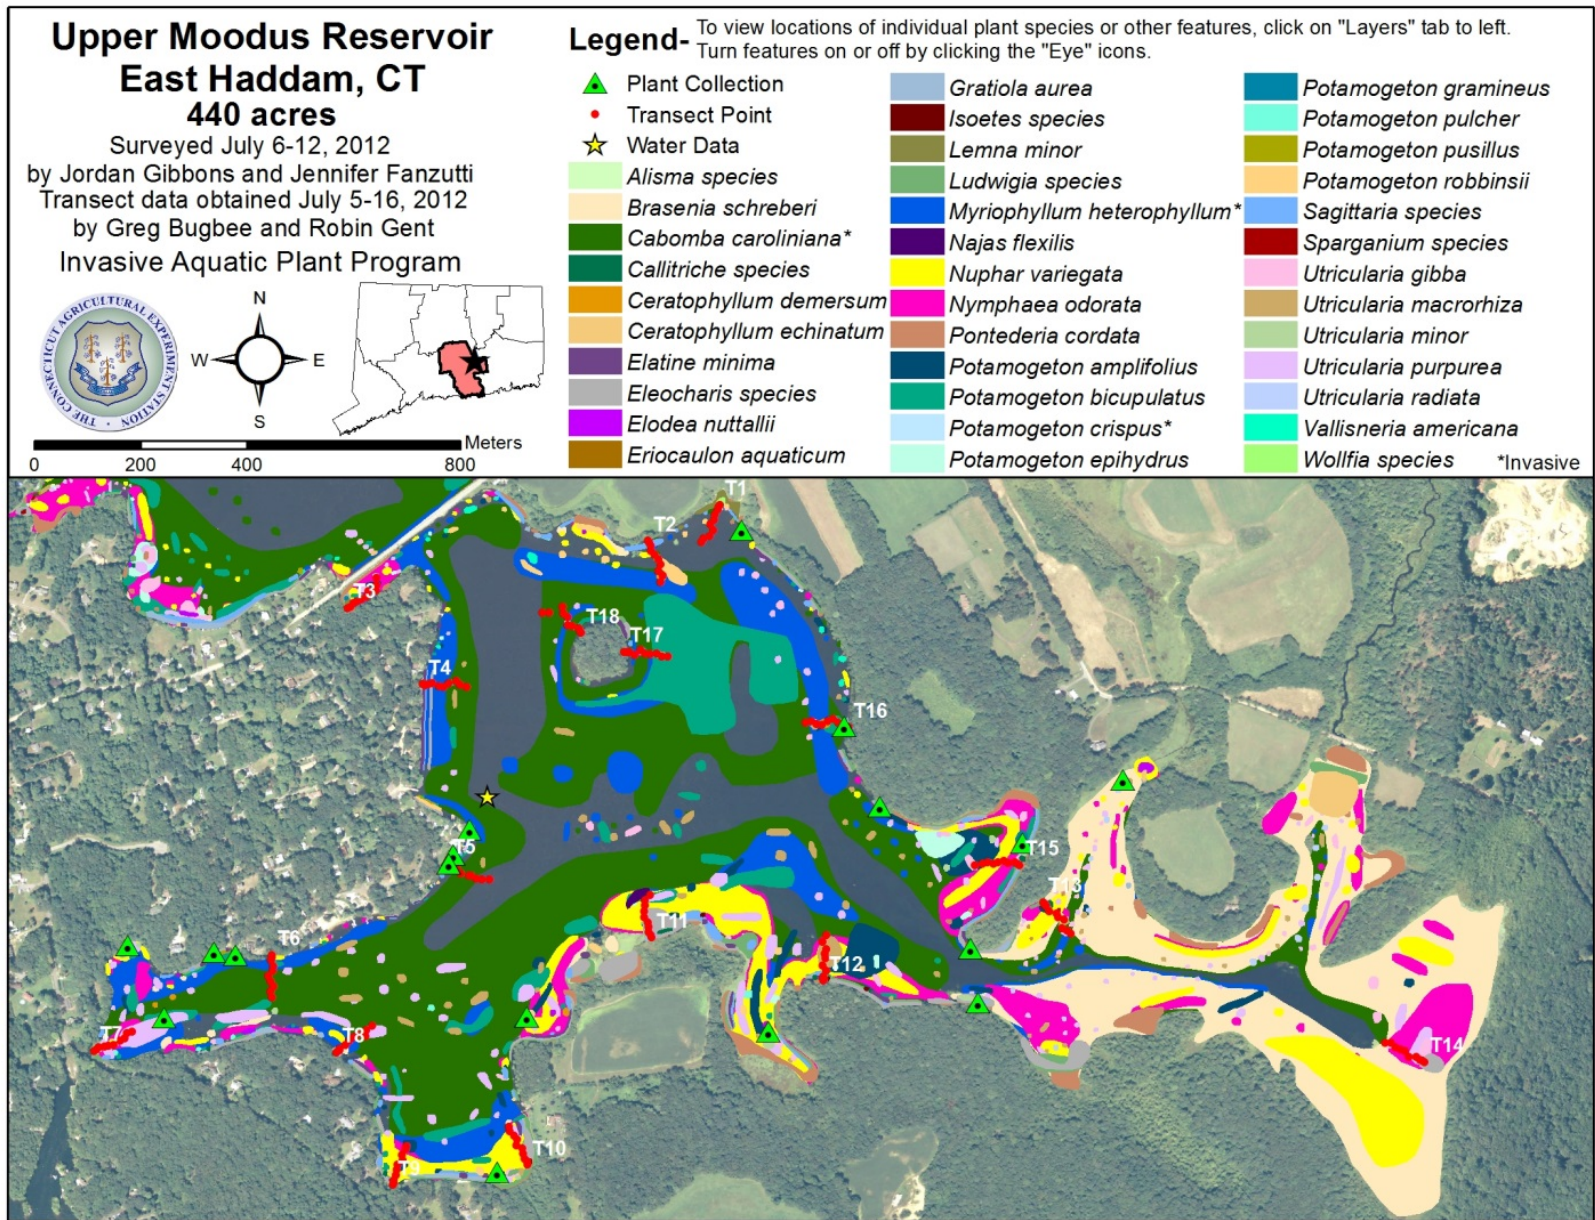 Upper Moodus Reservoir
East Haddam, CT
440 acres
Surveyed July 6-12, 2012
by Jordan Gibbons and Jennifer Fanzutti
Transect data obtained July 5-16, 2012
by Greg Bugbee and Robin Gent
Invasive Aquatic Plant Program
THE CONNECTICUT AGRICULTURAL EXPERIMENT STATION
N
W
E
S
Meters
0 200 400 800
Legend-
To view locations of individual plant species or other features, click on "Layers" tab to left.
Turn features on or off by clicking the "Eye" icons.
Plant Collection
Transect Point
Water Data
Alisma species
Brasenia schreberi
Cabomba caroliniana*
Callitriche species
Ceratophyllum demersum
Ceratophyllum echinatum
Elatine minima
Eleocharis species
Elodea nuttallii
Eriocaulon aquaticum
Gratiola aurea
Isoetes species
Lemna minor
Ludwigia species
Myriophyllum heterophyllum*
Najas flexilis
Nuphar variegata
Nymphaea odorata
Pontederia cordata
Potamogeton amplifolius
Potamogeton bicupulatus
Potamogeton crispus*
Potamogeton epihydrus
Potamogeton gramineus
Potamogeton pulcher
Potamogeton pusillus
Potamogeton robbinsii
Sagittaria species
Sparganium species
Utricularia gibba
Utricularia macrorhiza
Utricularia minor
Utricularia purpurea
Utricularia radiata
Vallisneria americana
Wollfia species
*Invasive
T1
T2
T3
T18
T17
T4
T16
T5
T15
T13
T11
T6
T12
T7
T8
T14
T10
T9